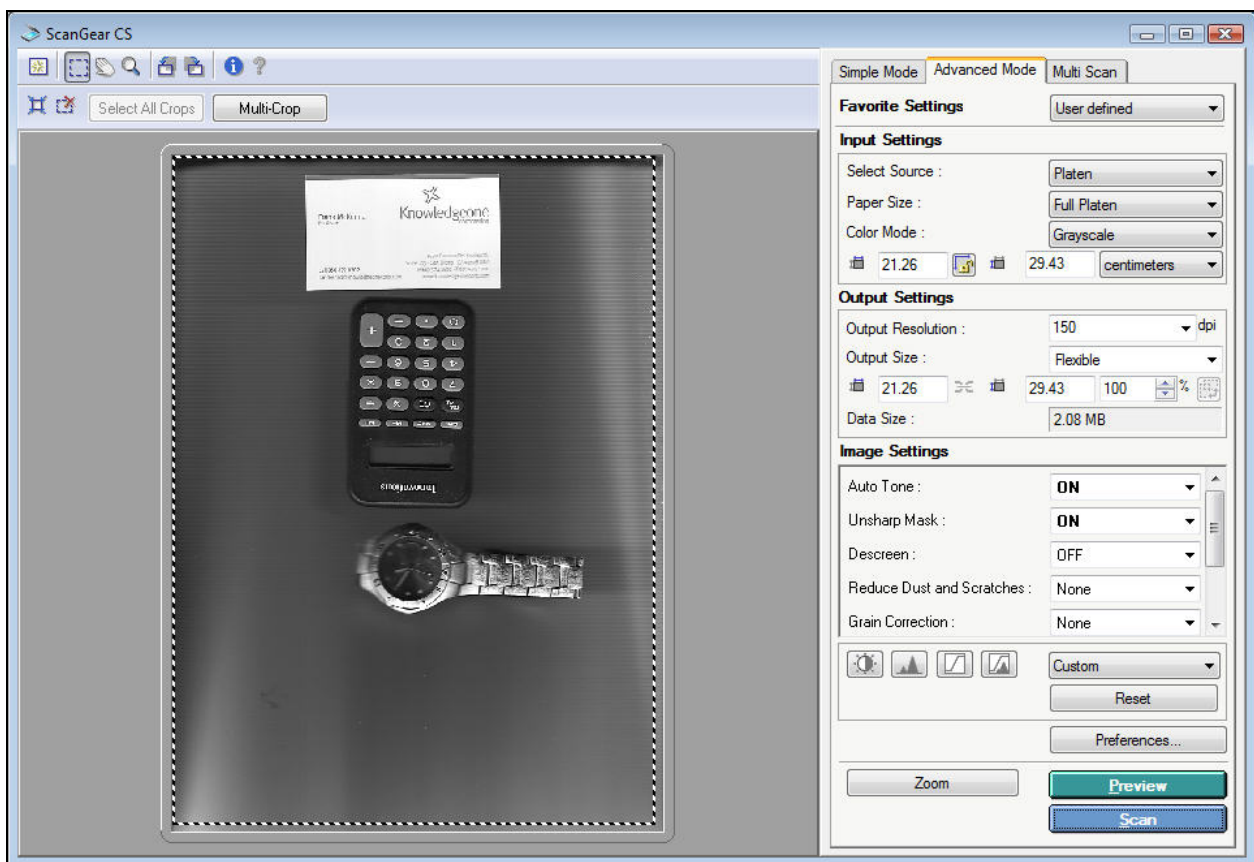 ScanGear CS
Select All Crops
Multi-Crop
Simple Mode
Advanced Mode
Multi Scan
Favorite Settings
User defined
Input Settings
Select Source :
Platen
Paper Size :
Full Platen
Color Mode :
Grayscale
21.26
29.43
centimeters
Output Settings
Output Resolution :
150
dpi
Output Size :
Flexible
21.26
29.43
100
%
Data Size :
2.08 MB
Image Settings
Auto Tone :
ON
Unsharp Mask :
ON
Descreen :
OFF
Reduce Dust and Scratches :
None
Grain Correction :
None
Custom
Reset
Preferences...
Zoom
Preview
Scan
Knowledgeone
Innovations